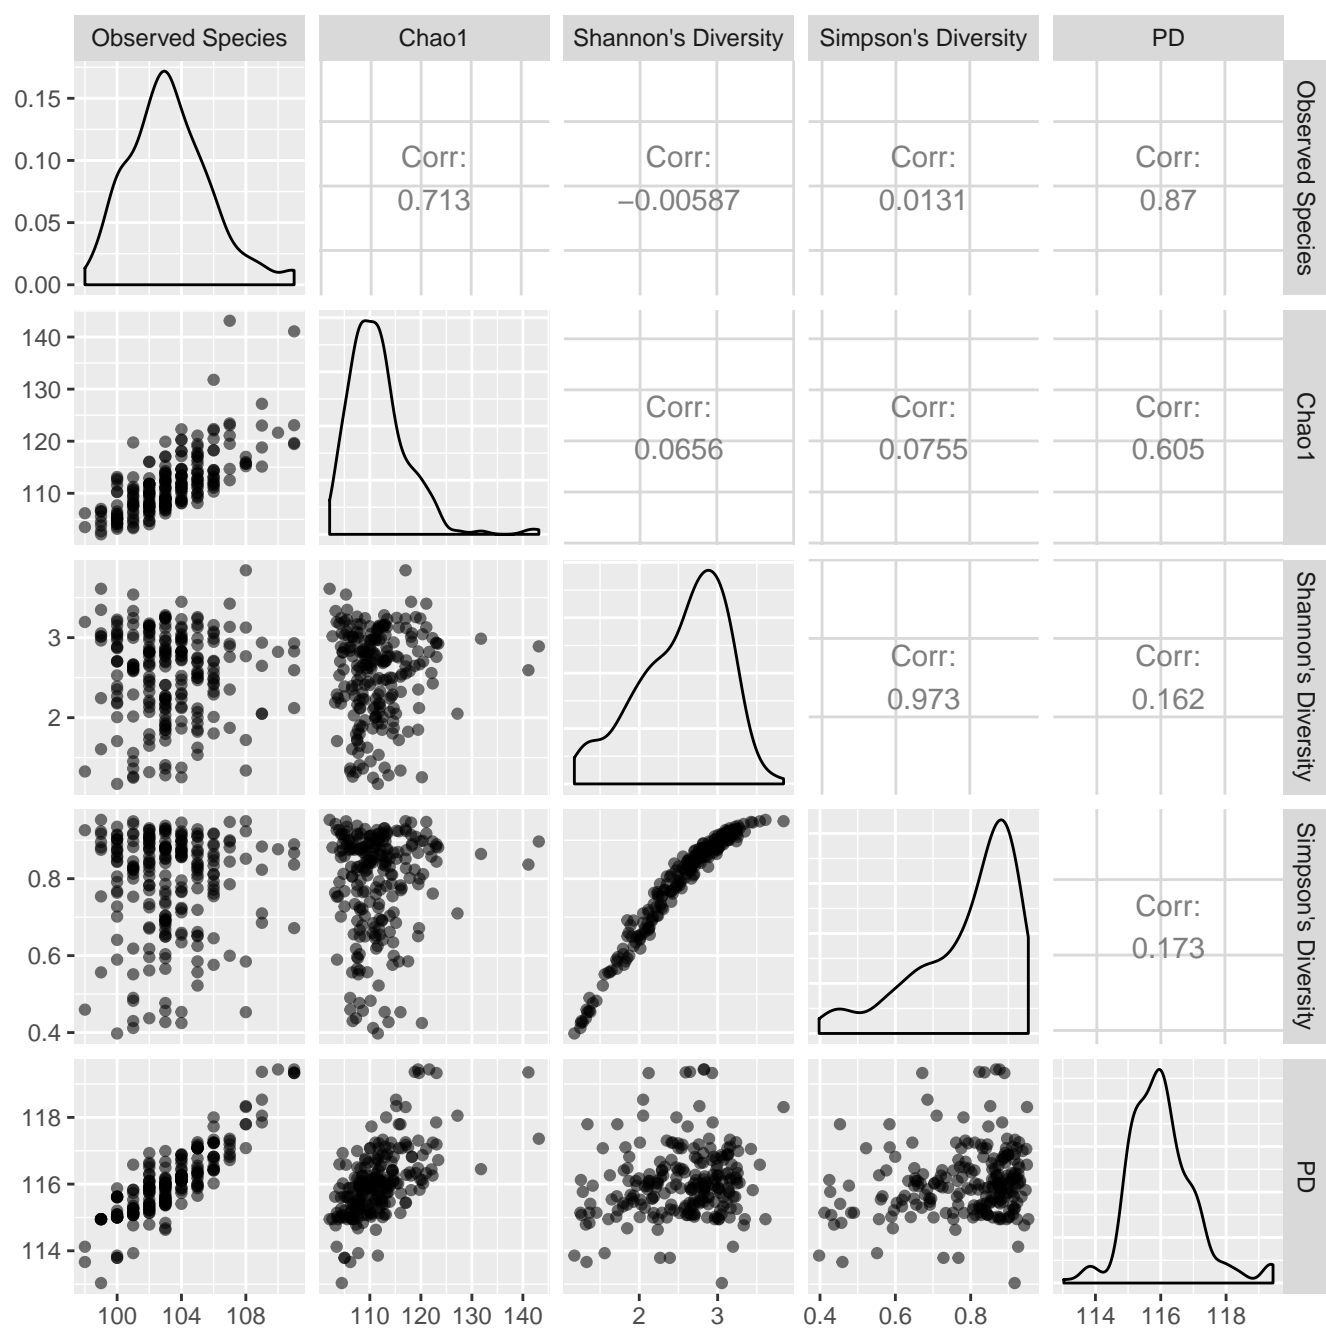 Observed Species Chao1 Shannon's Diversity Simpson's Diversity PD
0.15
0.10
0.05
0.00
Corr:
0.713
Corr:
−0.00587
Corr:
0.0131
Corr:
0.87
Observed Species
140
130
120
110
Corr:
0.0656
Corr:
0.0755
Corr:
0.605
Chao1
3
2
Corr:
0.973
Corr:
0.162
Shannon's Diversity
0.8
0.6
0.4
Corr:
0.173
Simpson's Diversity
118
116
114
PD
100 104 108
110 120 130 140
2 3
0.4 0.6 0.8
114 116 118